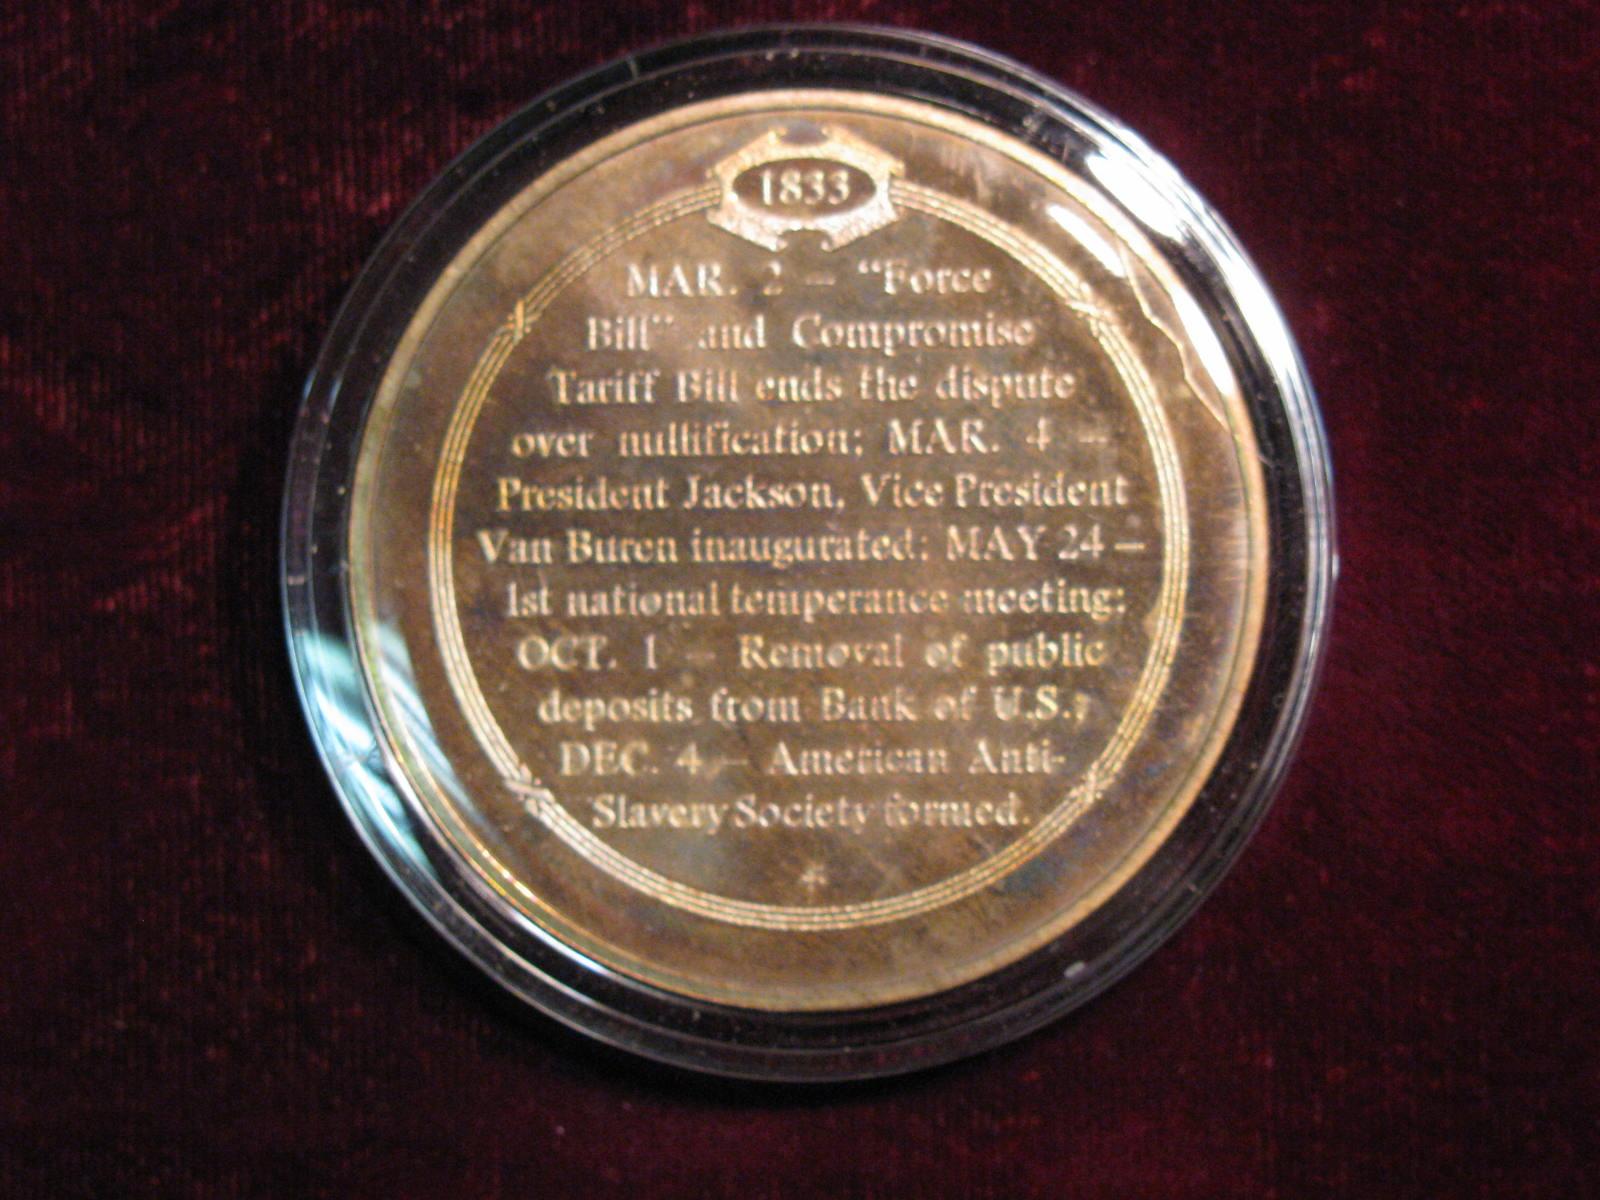 1833
MAR. 2 — "Force
Bill" and Compromise
Tariff Bill ends the dispute
over nullification; MAR. 4 —
President Jackson, Vice President
Van Buren inaugurated; MAY 24 —
1st national temperance meeting;
OCT. 1 — Removal of public
deposits from Bank of U.S.;
DEC. 4 — American Anti-
Slavery Society formed.